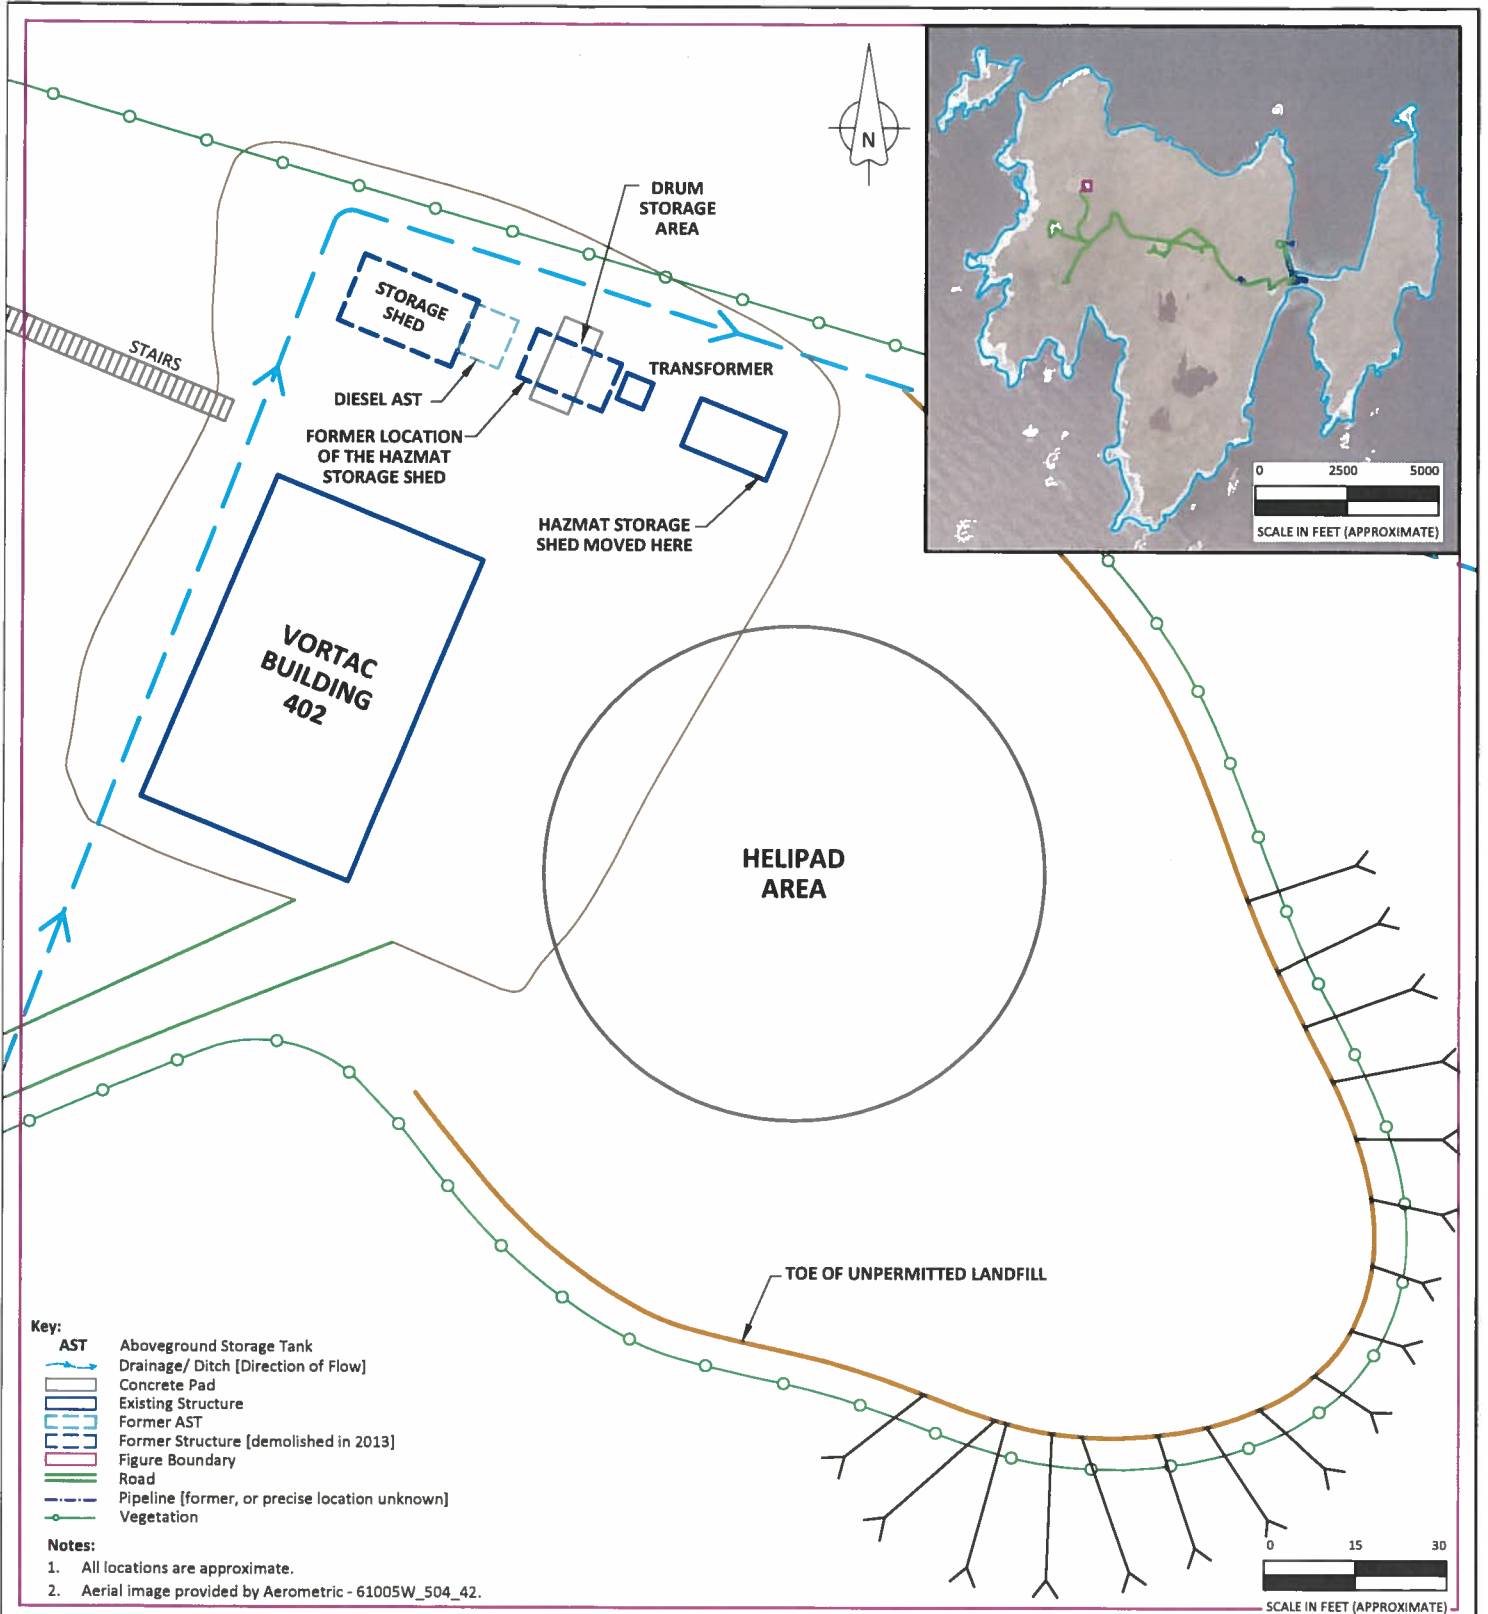 N
DRUM
STORAGE
AREA
STORAGE
SHED
STAIRS
DIESEL AST
TRANSFORMER
FORMER LOCATION
OF THE HAZMAT
STORAGE SHED
HAZMAT STORAGE
SHED MOVED HERE
0 2500 5000
SCALE IN FEET (APPROXIMATE)
VORTAC
BUILDING
402
HELIPAD
AREA
TOE OF UNPERMITTED LANDFILL
Key:
AST Aboveground Storage Tank
Drainage/ Ditch [Direction of Flow]
Concrete Pad
Existing Structure
Former AST
Former Structure [demolished in 2013]
Figure Boundary
Road
Pipeline [former, or precise location unknown]
Vegetation
Notes:
1. All locations are approximate.
2. Aerial image provided by Aerometric - 61005W_504_42.
0 15 30
SCALE IN FEET (APPROXIMATE)